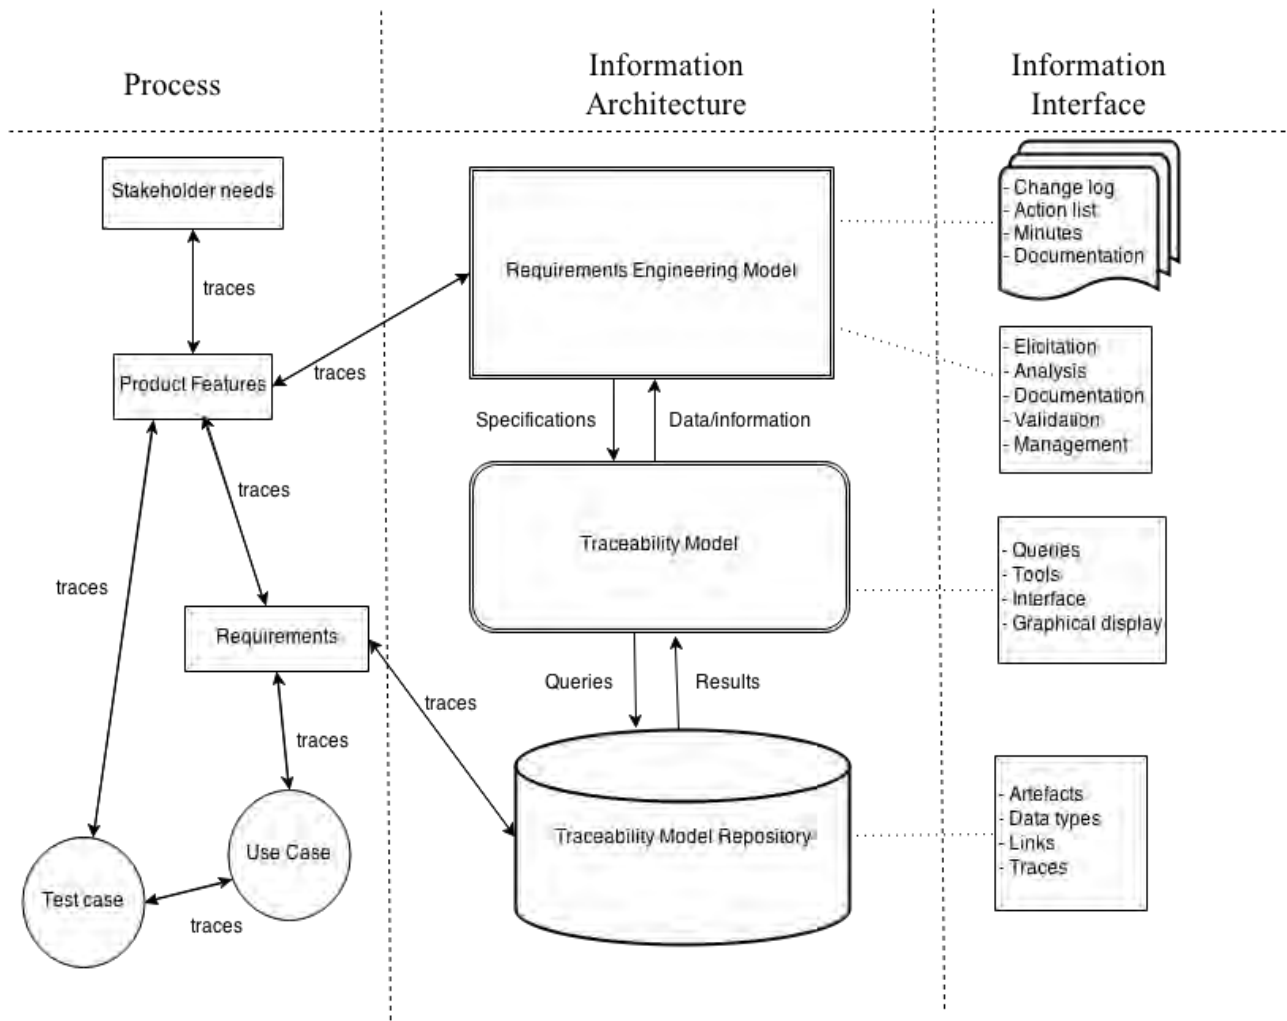 Process
Information
Architecture
Information
Interface
Stakeholder needs
traces
Product Features
traces
traces
traces
Requirements
traces
Use Case
Test case
traces
traces
Requirements Engineering Model
Specifications
Data/information
Traceability Model
Queries
Results
Traceability Model Repository
- Change log
- Action list
- Minutes
- Documentation
- Elicitation
- Analysis
- Documentation
- Validation
- Management
- Queries
- Tools
- Interface
- Graphical display
- Artefacts
- Data types
- Links
- Traces